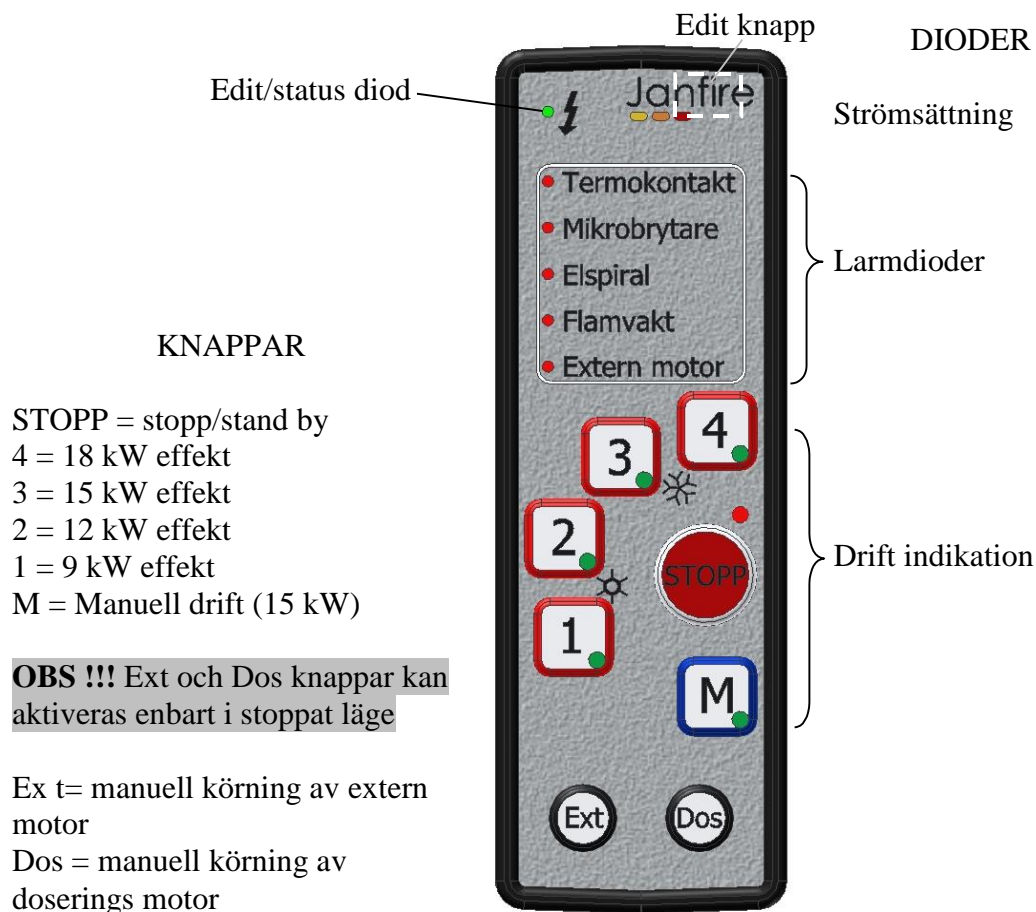 Edit knapp
DIODER
Edit/status diod
Janfire
Strömsättning
Termokontakt
Mikrobrytare
Elspiral
Flamvakt
Extern motor
Larmdioder
KNAPPAR
STOPP = stopp/stand by
4 = 18 kW effekt
3 = 15 kW effekt
2 = 12 kW effekt
1 = 9 kW effekt
M = Manuell drift (15 kW)
OBS !!! Ext och Dos knappar kan
aktiveras enbart i stoppat läge
Ex t= manuell körning av extern
motor
Dos = manuell körning av
doserings motor
4
3
2
STOPP
1
M
Ext
Dos
Drift indikation